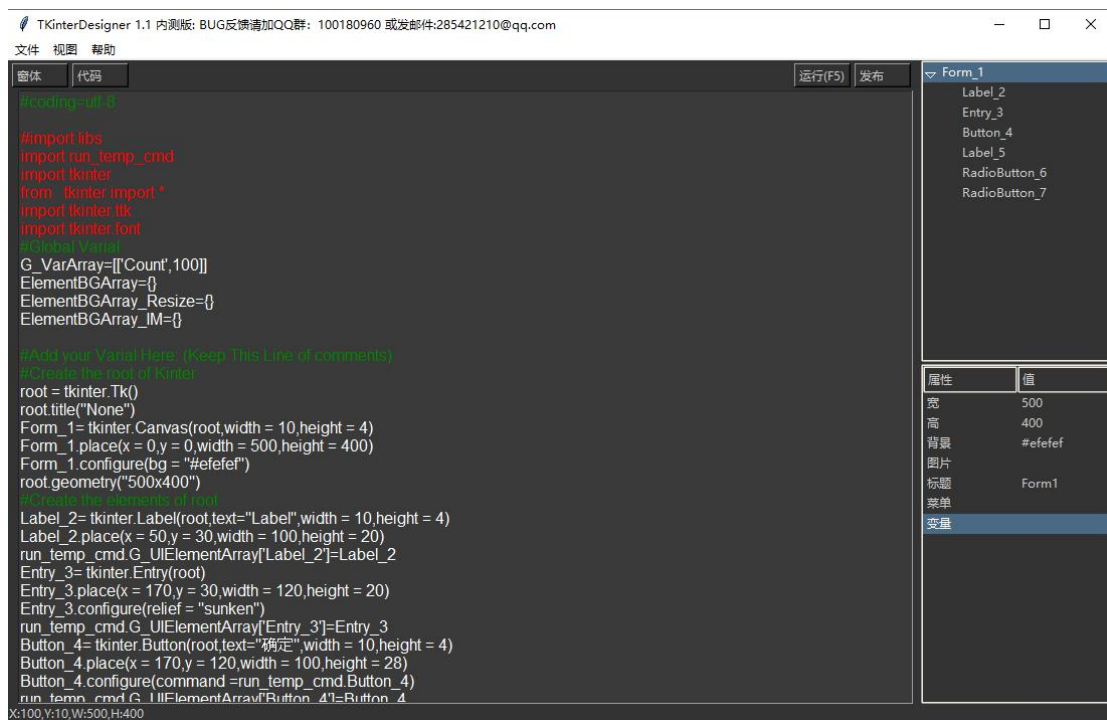 TKinterDesigner 1.1 内测版: BUG反馈请加QQ群：100180960 或发邮件:285421210@qq.com
文件 视图 帮助
窗体 代码 运行(F5) 发布
#coding=utf-8
#import libs
import run_temp_cmd
import tkinter
from   tkinter import *
import tkinter.ttk
import tkinter.font
#Global Varial
G_VarArray=[['Count',100]]
ElementBGArray={}
ElementBGArray_Resize={}
ElementBGArray_IM={}
#Add your Varial Here: (Keep This Line of comments)
#Create the root of Kinter
root = tkinter.Tk()
root.title("None")
Form_1= tkinter.Canvas(root,width = 10,height = 4)
Form_1.place(x = 0,y = 0,width = 500,height = 400)
Form_1.configure(bg = "#efefef")
root.geometry("500x400")
#Create the elements of root
Label_2= tkinter.Label(root,text="Label",width = 10,height = 4)
Label_2.place(x = 50,y = 30,width = 100,height = 20)
run_temp_cmd.G_UIElementArray['Label_2']=Label_2
Entry_3= tkinter.Entry(root)
Entry_3.place(x = 170,y = 30,width = 120,height = 20)
Entry_3.configure(relief = "sunken")
run_temp_cmd.G_UIElementArray['Entry_3']=Entry_3
Button_4= tkinter.Button(root,text="确定",width = 10,height = 4)
Button_4.place(x = 170,y = 120,width = 100,height = 28)
Button_4.configure(command =run_temp_cmd.Button_4)
run_temp_cmd.G_UIElementArray['Button_4']=Button_4
Form_1
Label_2
Entry_3
Button_4
Label_5
RadioButton_6
RadioButton_7
属性 值
宽 500
高 400
背景 #efefef
图片
标题 Form1
菜单
变量
X:100,Y:10,W:500,H:400